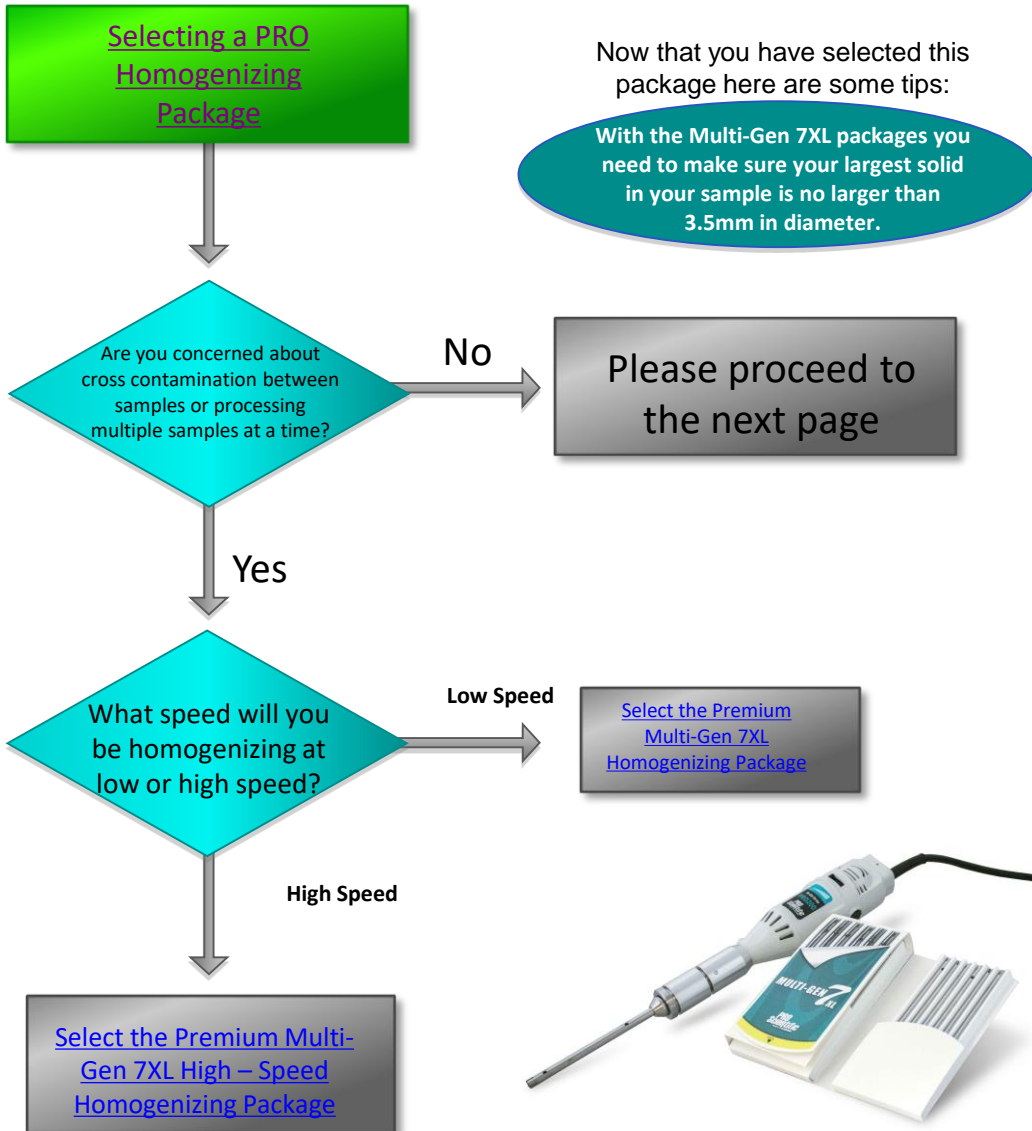 Selecting a PRO
Homogenizing
Package
Now that you have selected this
package here are some tips:
With the Multi-Gen 7XL packages you
need to make sure your largest solid
in your sample is no larger than
3.5mm in diameter.
Are you concerned about
cross contamination between
samples or processing
multiple samples at a time?
No
Please proceed to
the next page
Yes
What speed will you
be homogenizing at
low or high speed?
Low Speed
Select the Premium
Multi-Gen 7XL
Homogenizing Package
High Speed
Select the Premium Multi-
Gen 7XL High – Speed
Homogenizing Package
MULTI-GEN 7 XL
PRO
Scientific